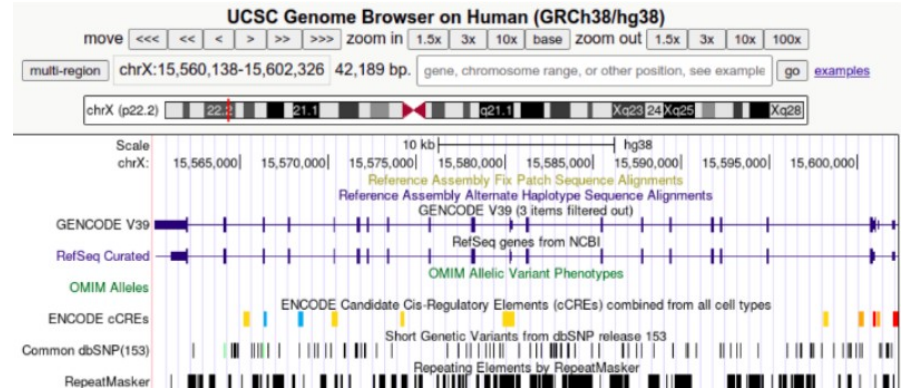 UCSC Genome Browser on Human (GRCh38/hg38)
move <<< << < > >> >>> zoom in 1.5x 3x 10x base zoom out 1.5x 3x 10x 100x
multi-region chrX:15,560,138-15,602,326 42,189 bp. gene, chromosome range, or other position, see example go examples
chrX (p22.2) 22.2 21.1 q21.1 Xq23 24 Xq25 Xq28
Scale 10 kb hg38
chrX: 15,565,000 15,570,000 15,575,000 15,580,000 15,585,000 15,590,000 15,595,000 15,600,000
Reference Assembly Fix Patch Sequence Alignments
Reference Assembly Alternate Haplotype Sequence Alignments
GENCODE V39 (3 items filtered out)
GENCODE V39
RefSeq genes from NCBI
RefSeq Curated
OMIM Allelic Variant Phenotypes
OMIM Alleles
ENCODE Candidate Cis-Regulatory Elements (cCREs) combined from all cell types
ENCODE cCREs
Short Genetic Variants from dbSNP release 153
Common dbSNP(153)
Repeating Elements by RepeatMasker
RepeatMasker